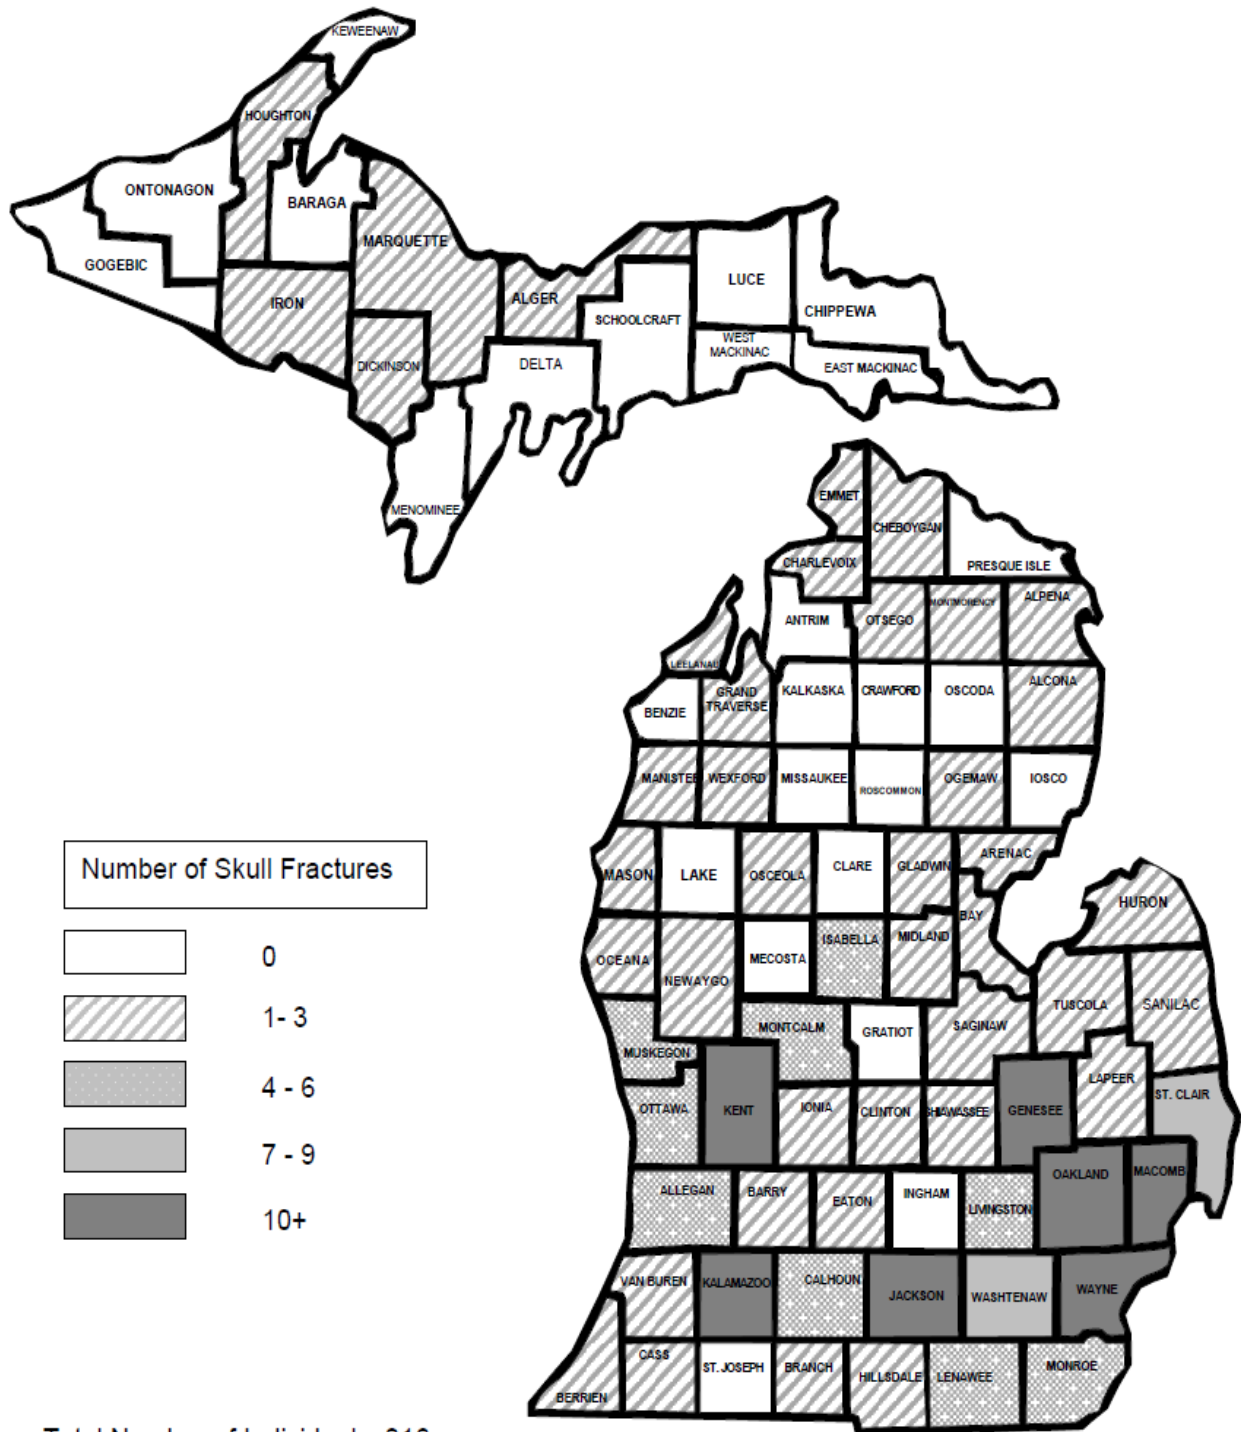 KEWEENAW
HOUGHTON
ONTONAGON
BARAGA
MARQUETTE
GOGEBIC
IRON
ALGER
LUCE
CHIPPEWA
SCHOOLCRAFT
DICKINSON
DELTA
WEST
MACKINAC
EAST MACKINAC
MENOMINEE
EMMET
CHEBOYGAN
CHARLEVOIX
PRESQUE ISLE
ANTRIM
OTSEGO
MONTMORENCY
ALPENA
LEELANAU
GRAND
TRAVERSE
KALKASKA
CRAWFORD
OSCODA
ALCONA
BENZIE
MANISTEE
WEXFORD
MISSAUKEE
ROSCOMMON
OGEMAW
IOSCO
MASON
LAKE
OSCEOLA
CLARE
GLADWIN
ARENAC
HURON
OCEANA
NEWAYGO
MECOSTA
ISABELLA
MIDLAND
BAY
TUSCOLA
SANILAC
MUSKEGON
MONTCALM
GRATIOT
SAGINAW
LAPEER
ST. CLAIR
OTTAWA
KENT
IONIA
CLINTON
SHIAWASSEE
GENESEE
OAKLAND
MACOMB
ALLEGAN
BARRY
EATON
INGHAM
LIVINGSTON
VAN BUREN
KALAMAZOO
CALHOUN
JACKSON
WASHTENAW
WAYNE
BERRIEN
CASS
ST. JOSEPH
BRANCH
HILLSDALE
LENAWEE
MONROE
Number of Skull Fractures
0
1- 3
4 - 6
7 - 9
10+